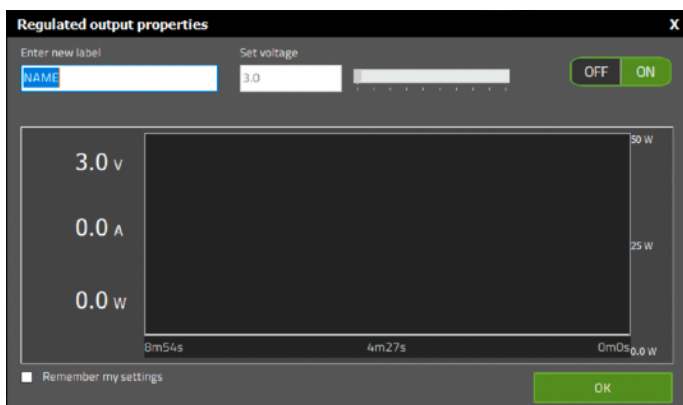 Regulated output properties X
Enter new label Set voltage
NAME 3.0 OFF ON
50 W
3.0 V
0.0 A
25 W
0.0 W
8m54s 4m27s 0m0s 0.0 W
Remember my settings
OK